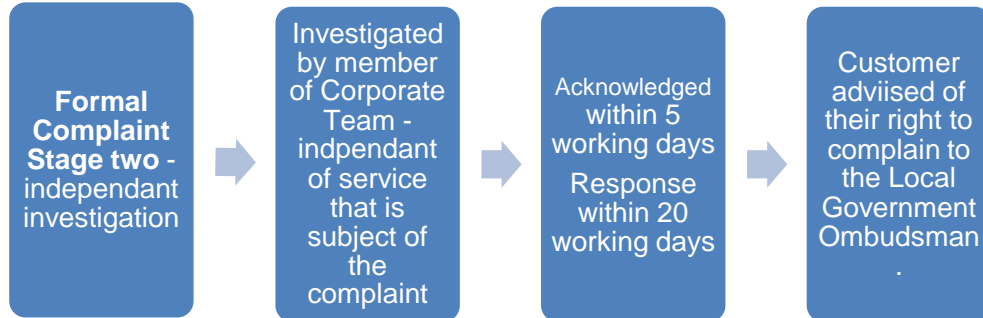 Formal
Complaint
Stage two -
independant
investigation
Investigated
by member
of Corporate
Team -
indpendant
of service
that is
subject of
the
complaint
Acknowledged
within 5
working days
Response
within 20
working days
Customer
adviised of
their right to
complain to
the Local
Government
Ombudsman
.